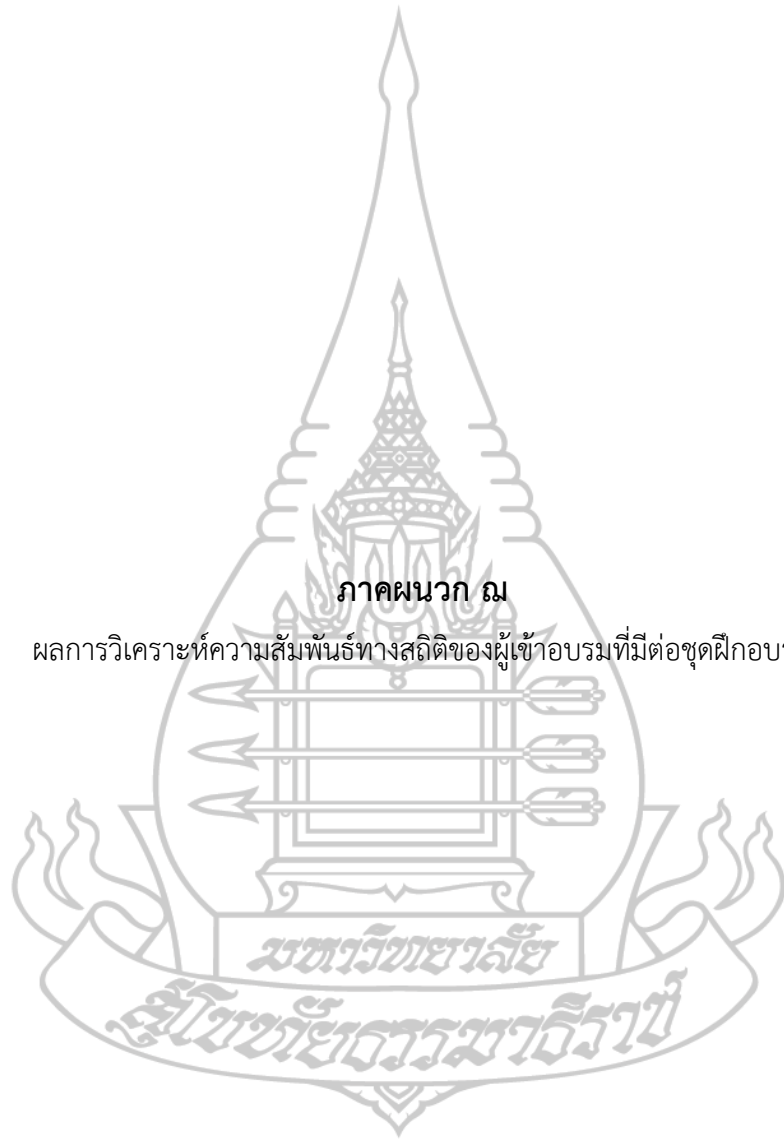 ภาคผนวก ฌ
ผลการวิเคราะห์ความสัมพันธ์ทางสถิติของผู้เข้าอบรมที่มีต่อชุดฝึกอบ
มหาวิทยาลัย
สุโขทัยธรรมาธิราช